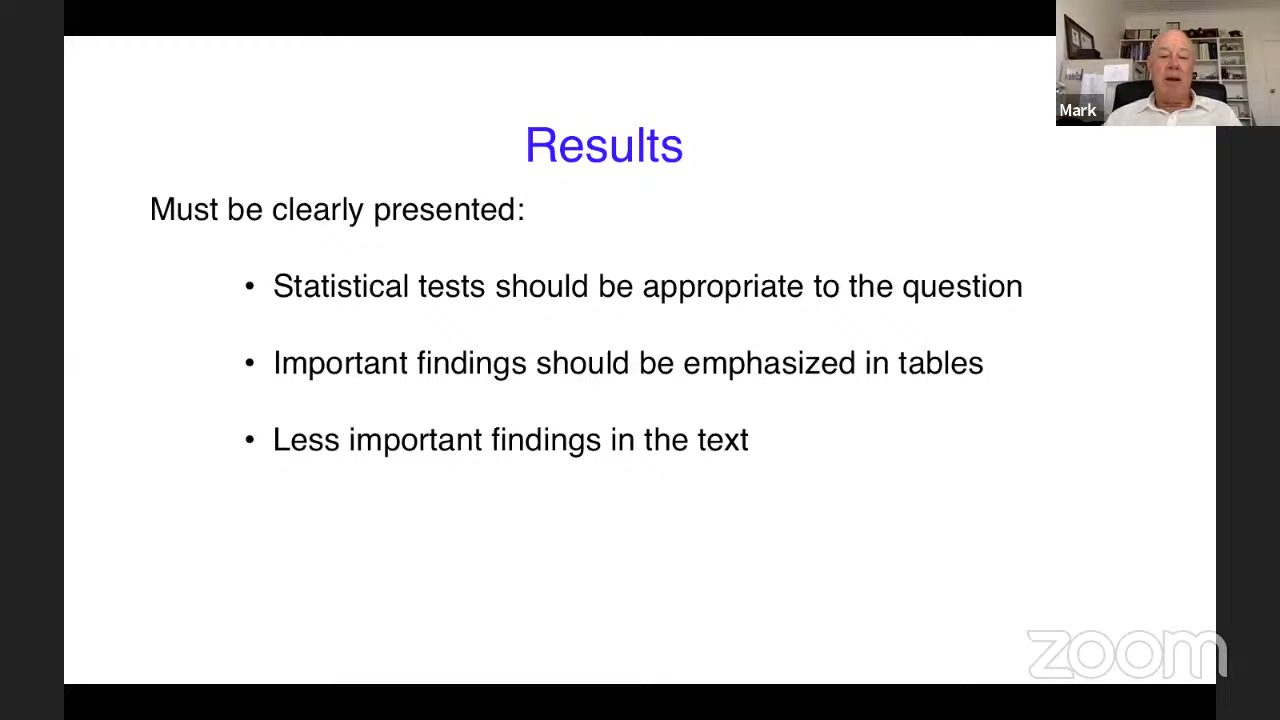 Mark
Results
Must be clearly presented:
• Statistical tests should be appropriate to the question
• Important findings should be emphasized in tables
• Less important findings in the text
zoom